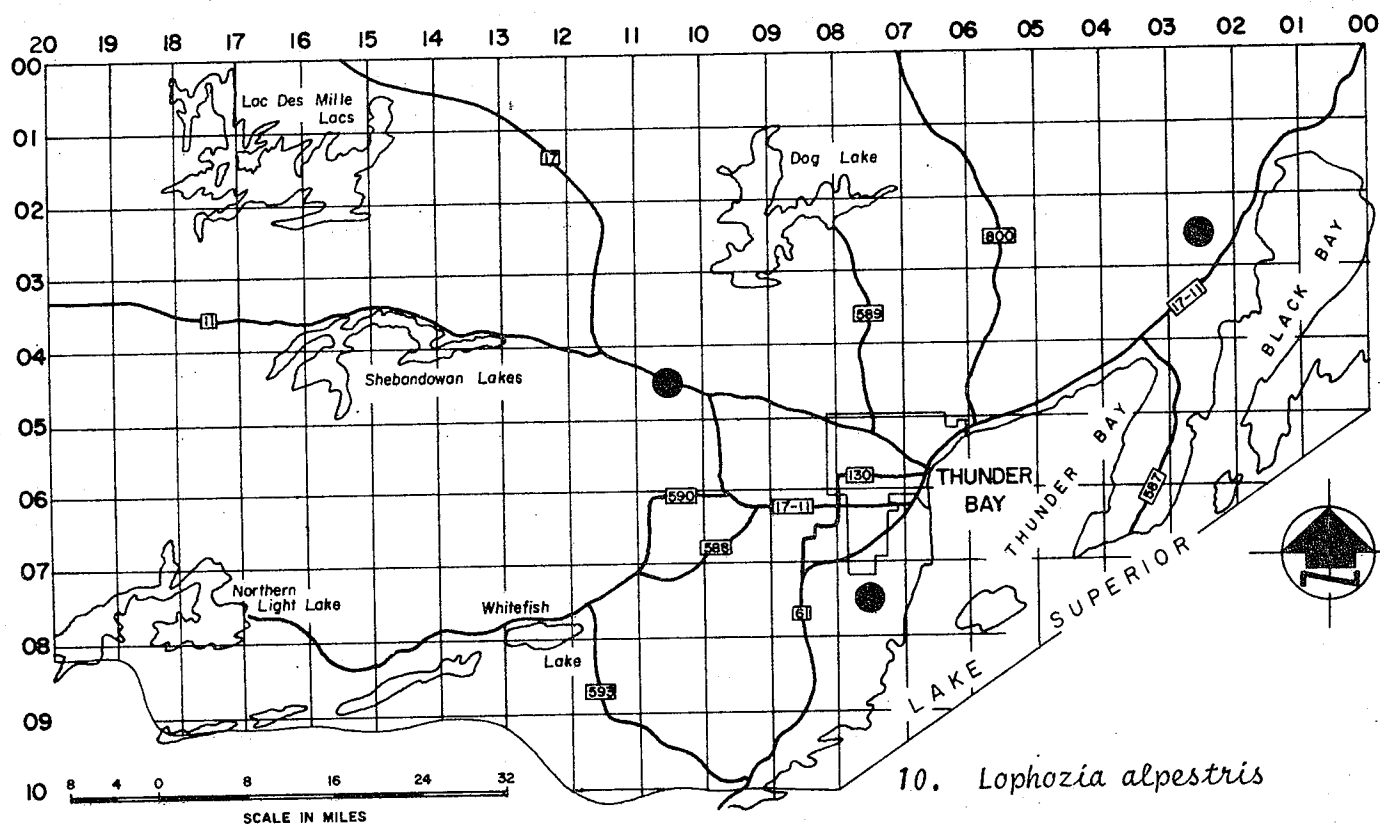 20 19 18 17 16 15 14 13 12 11 10 09 08 07 06 05 04 03 02 01 00
00
Lac Des Mille
Lacs
01
17
Dog Lake
02
800
BLACK BAY
03
11
589
17-11
04
Shebandowan Lakes
05
THUNDER BAY
130
THUNDER
BAY
06
590
17-11
587
588
07
Northern
Light Lake
Whitefish
Lake
61
LAKE SUPERIOR
N
08
593
09
10
8 4 0 8 16 24 32
SCALE IN MILES
10. Lophozia alpestris